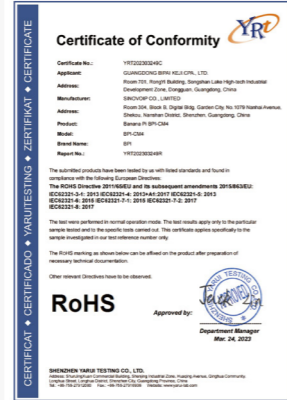 CERTIFICAT ◆ CERTIFICADO ◆ YARUITESTING ◆ ZERTIFIKAT ◆ CERTIFICATE
YRt
Certificate of Conformity
Certificate No.: YRT202303249C
Applicant: GUANGDONG BIPAI KEJI CPA., LTD.
Address: Room 701, Rongyi Building, Songshan Lake High-tech Industrial
Development Zone, Dongguan, Guangdong, China
Manufacturer: SINOVOIP CO., LIMITED
Address: Room 304, Block B, Digital Bldg. Garden City, No.1079 Nanhai Avenue,
Shekou, Nanshan District, Shenzhen, Guangdong, China
Product: Banana Pi BPI-CM4
Model: BPI-CM4
Brand Name: BPI
Report No.: YRT202303249R
The submitted products have been tested by us with listed standards and found in
compliance with the following European Directives:
The ROHS Directive 2011/65/EU and its subsequent amendments 2015/863/EU:
IEC62321-3-1: 2013 IEC62321-4: 2013+A1: 2017 IEC62321-5: 2013
IEC62321-6: 2015 IEC62321-7-1: 2015 IEC62321-7-2: 2017
IEC62321-8: 2017
The test were performed in normal operation mode. The test results apply only to the particular
sample tested and to the specific tests carried out. This certificate applies specifically to the
sample investigated in our test reference number only.
The ROHS marking as shown below can be affixed on the product after preparation of
necessary technical documentation.
Other relevant Directives have to be observed.
RoHS
Approved by:
Department Manager
Mar. 24, 2023
SHENZHEN YARUI TESTING CO., LTD.